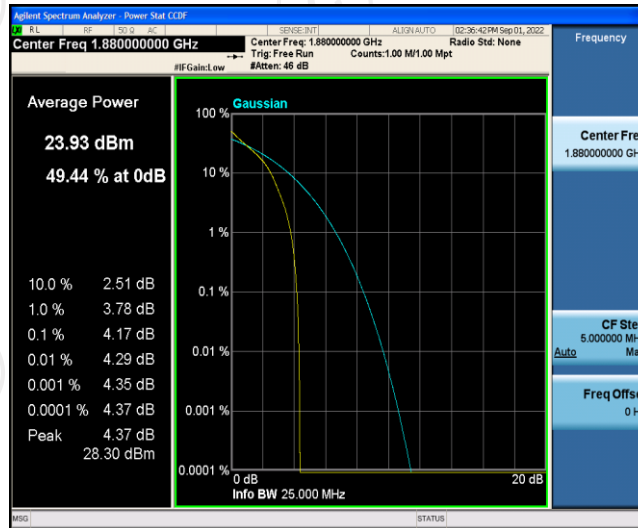 Agilent Spectrum Analyzer - Power Stat CCDF
RL RF 50 Ω AC SENSE:INT ALIGN AUTO 02:36:42 PM Sep 01, 2022
Center Freq 1.880000000 GHz
Center Freq: 1.880000000 GHz Radio Std: None
Trig: Free Run Counts:1.00 M/1.00 Mpt
#IFGain:Low #Atten: 46 dB
Frequency
Average Power
23.93 dBm
49.44 % at 0dB
10.0 % 2.51 dB
1.0 % 3.78 dB
0.1 % 4.17 dB
0.01 % 4.29 dB
0.001 % 4.35 dB
0.0001 % 4.37 dB
Peak 4.37 dB
28.30 dBm
Gaussian
100 %
10 %
1 %
0.1 %
0.01 %
0.001 %
0.0001 %
0 dB 20 dB
Info BW 25.000 MHz
Center Fre
1.880000000 GH
CF Ste
5.000000 MH
Auto Ma
Freq Offs
0 H
MSG STATUS